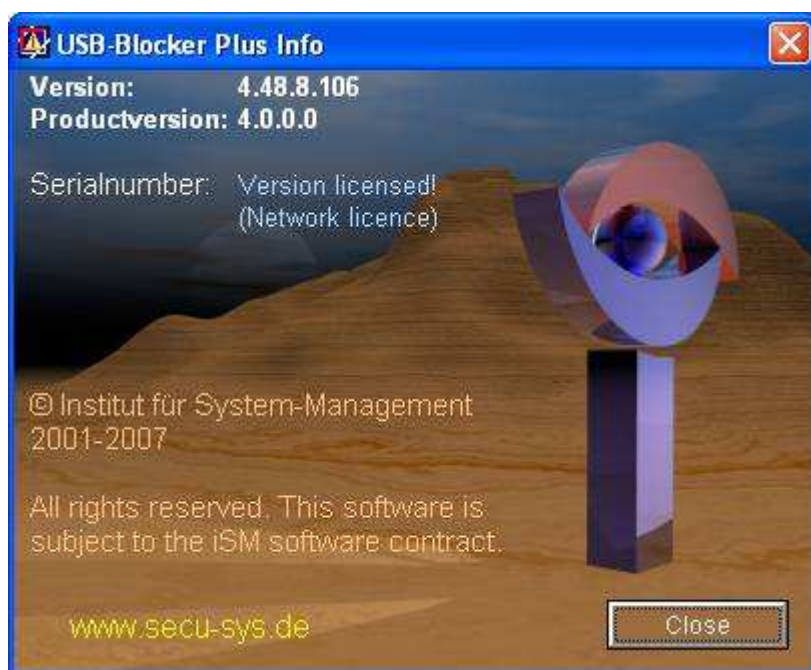 USB-Blocker Plus Info
Version: 4.48.8.106
Productversion: 4.0.0.0
Serialnumber: Version licensed!
(Network licence)
© Institut für System-Management
2001-2007
All rights reserved. This software is
subject to the iSM software contract.
www.secu-sys.de
Close